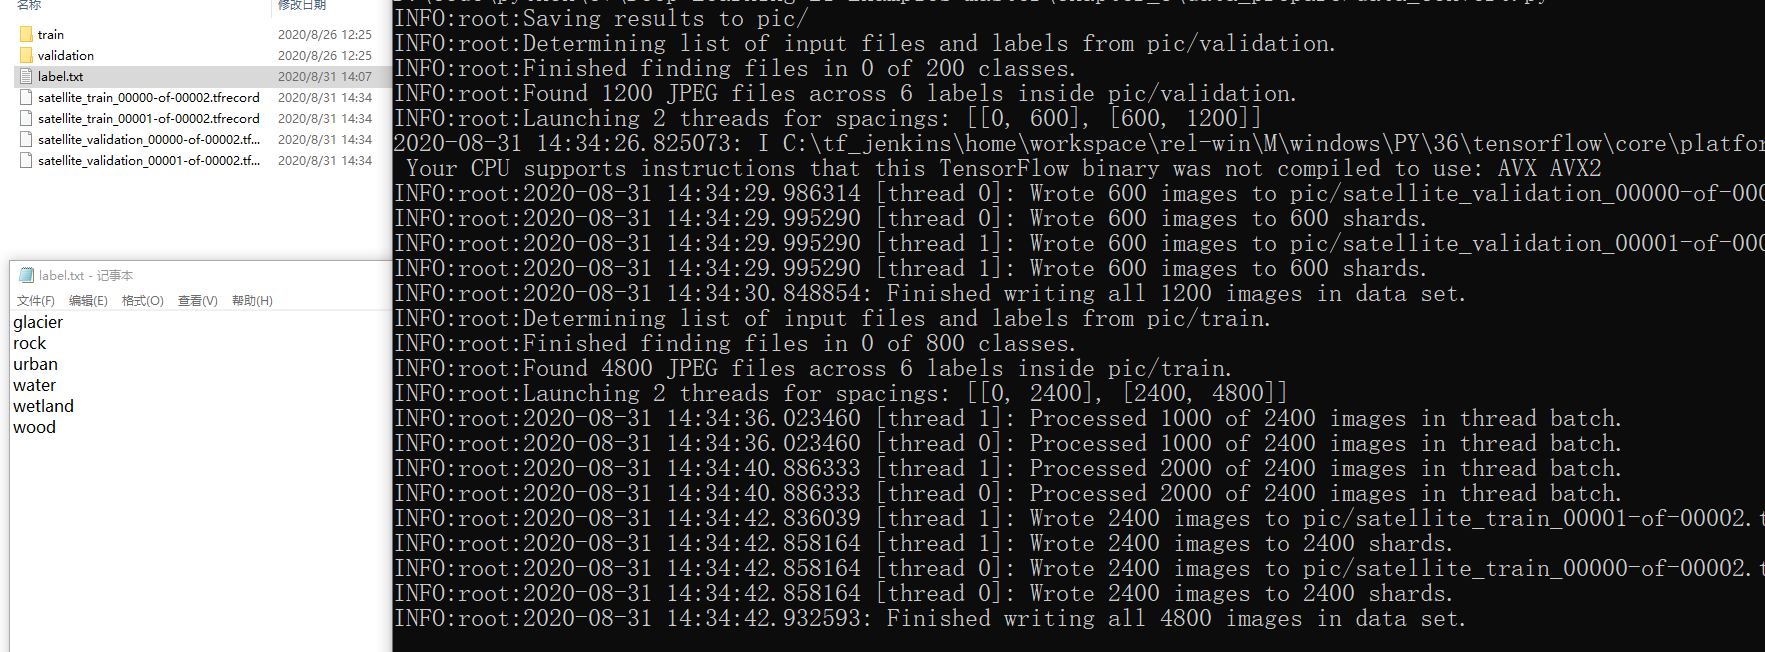 名称 修改日期
train 2020/8/26 12:25
validation 2020/8/26 12:25
label.txt 2020/8/31 14:07
satellite_train_00000-of-00002.tfrecord 2020/8/31 14:34
satellite_train_00001-of-00002.tfrecord 2020/8/31 14:34
satellite_validation_00000-of-00002.tf... 2020/8/31 14:34
satellite_validation_00001-of-00002.tf... 2020/8/31 14:34
label.txt - 记事本
文件(F) 编辑(E) 格式(O) 查看(V) 帮助(H)
glacier
rock
urban
water
wetland
wood
INFO:root:Saving results to pic/
INFO:root:Determining list of input files and labels from pic/validation.
INFO:root:Finished finding files in 0 of 200 classes.
INFO:root:Found 1200 JPEG files across 6 labels inside pic/validation.
INFO:root:Launching 2 threads for spacings: [[0, 600], [600, 1200]]
2020-08-31 14:34:26.825073: I C:\tf_jenkins\home\workspace\rel-win\M\windows\PY\36\tensorflow\core\platfor
Your CPU supports instructions that this TensorFlow binary was not compiled to use: AVX AVX2
INFO:root:2020-08-31 14:34:29.986314 [thread 0]: Wrote 600 images to pic/satellite_validation_00000-of-000
INFO:root:2020-08-31 14:34:29.995290 [thread 0]: Wrote 600 images to 600 shards.
INFO:root:2020-08-31 14:34:29.995290 [thread 1]: Wrote 600 images to pic/satellite_validation_00001-of-000
INFO:root:2020-08-31 14:34:29.995290 [thread 1]: Wrote 600 images to 600 shards.
INFO:root:2020-08-31 14:34:30.848854: Finished writing all 1200 images in data set.
INFO:root:Determining list of input files and labels from pic/train.
INFO:root:Finished finding files in 0 of 800 classes.
INFO:root:Found 4800 JPEG files across 6 labels inside pic/train.
INFO:root:Launching 2 threads for spacings: [[0, 2400], [2400, 4800]]
INFO:root:2020-08-31 14:34:36.023460 [thread 1]: Processed 1000 of 2400 images in thread batch.
INFO:root:2020-08-31 14:34:36.023460 [thread 0]: Processed 1000 of 2400 images in thread batch.
INFO:root:2020-08-31 14:34:40.886333 [thread 1]: Processed 2000 of 2400 images in thread batch.
INFO:root:2020-08-31 14:34:40.886333 [thread 0]: Processed 2000 of 2400 images in thread batch.
INFO:root:2020-08-31 14:34:42.836039 [thread 1]: Wrote 2400 images to pic/satellite_train_00001-of-00002.t
INFO:root:2020-08-31 14:34:42.858164 [thread 1]: Wrote 2400 images to 2400 shards.
INFO:root:2020-08-31 14:34:42.858164 [thread 0]: Wrote 2400 images to pic/satellite_train_00000-of-00002.t
INFO:root:2020-08-31 14:34:42.858164 [thread 0]: Wrote 2400 images to 2400 shards.
INFO:root:2020-08-31 14:34:42.932593: Finished writing all 4800 images in data set.